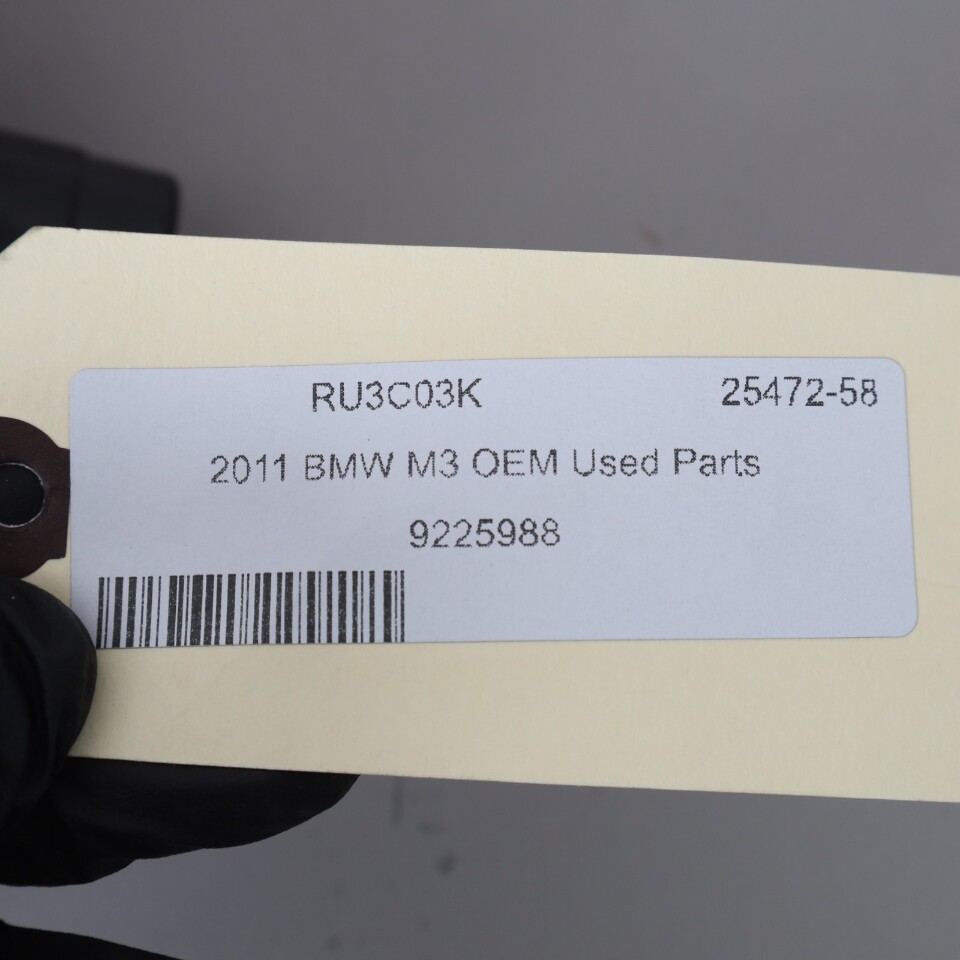 RU3C03K 25472-58
2011 BMW M3 OEM Used Parts
9225988